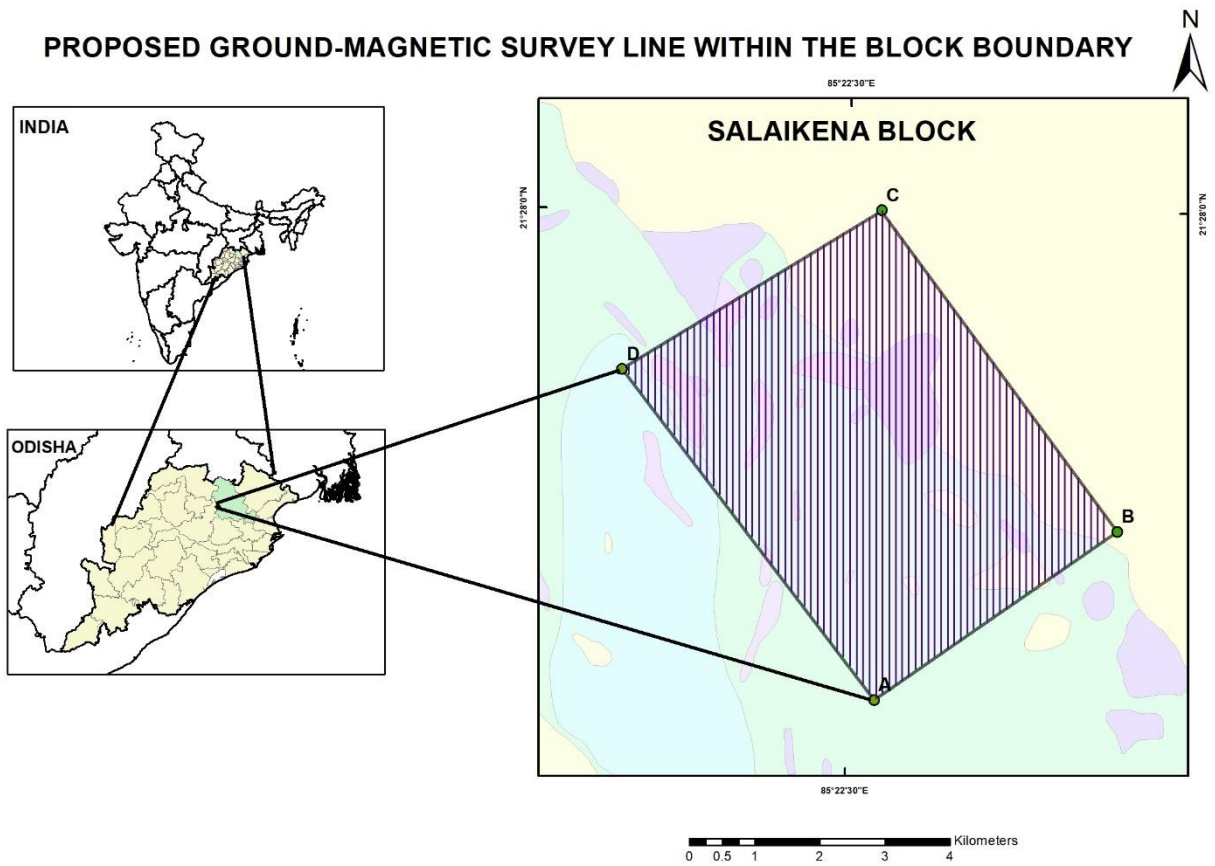 PROPOSED GROUND-MAGNETIC SURVEY LINE WITHIN THE BLOCK BOUNDARY
N
INDIA
ODISHA
85°22'30"E
SALAIKENA BLOCK
21°28'0"N
21°28'0"N
C
D
B
A
85°22'30"E
Kilometers
0 0.5 1 2 3 4